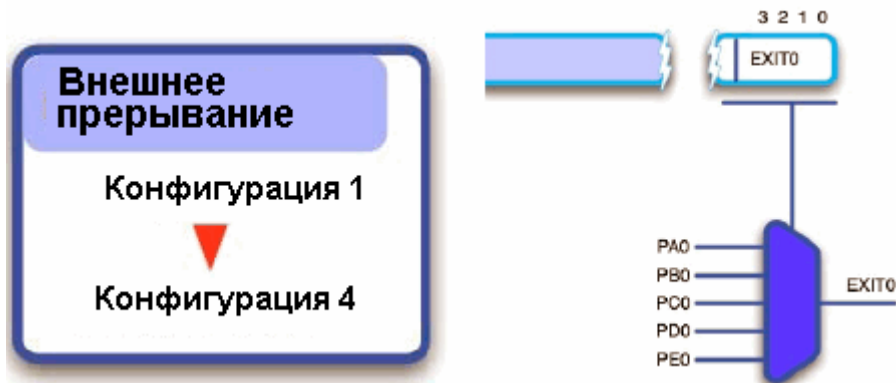 Внешнее
прерывание
Конфигурация 1
Конфигурация 4
3 2 1 0
EXIT0
PA0
PB0
PC0
PD0
PE0
EXIT0